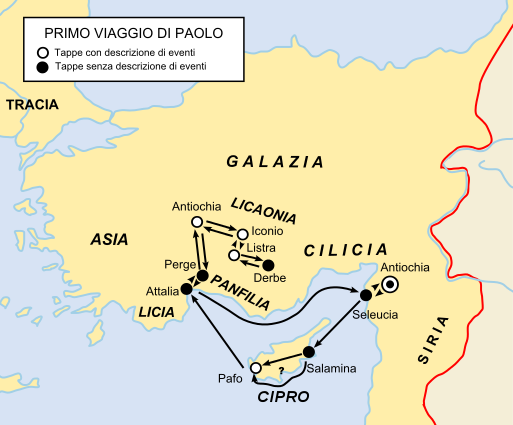 PRIMO VIAGGIO DI PAOLO
Tappe con descrizione di eventi
Tappe senza descrizione di eventi
TRACIA
GALAZIA
Antiochia
LICAONIA
Iconio
ASIA
Listra
CILICIA
Perge
Derbe
Antiochia
Attalia
PANFILIA
LICIA
Seleucia
SIRIA
Salamina
?
Pafo
CIPRO